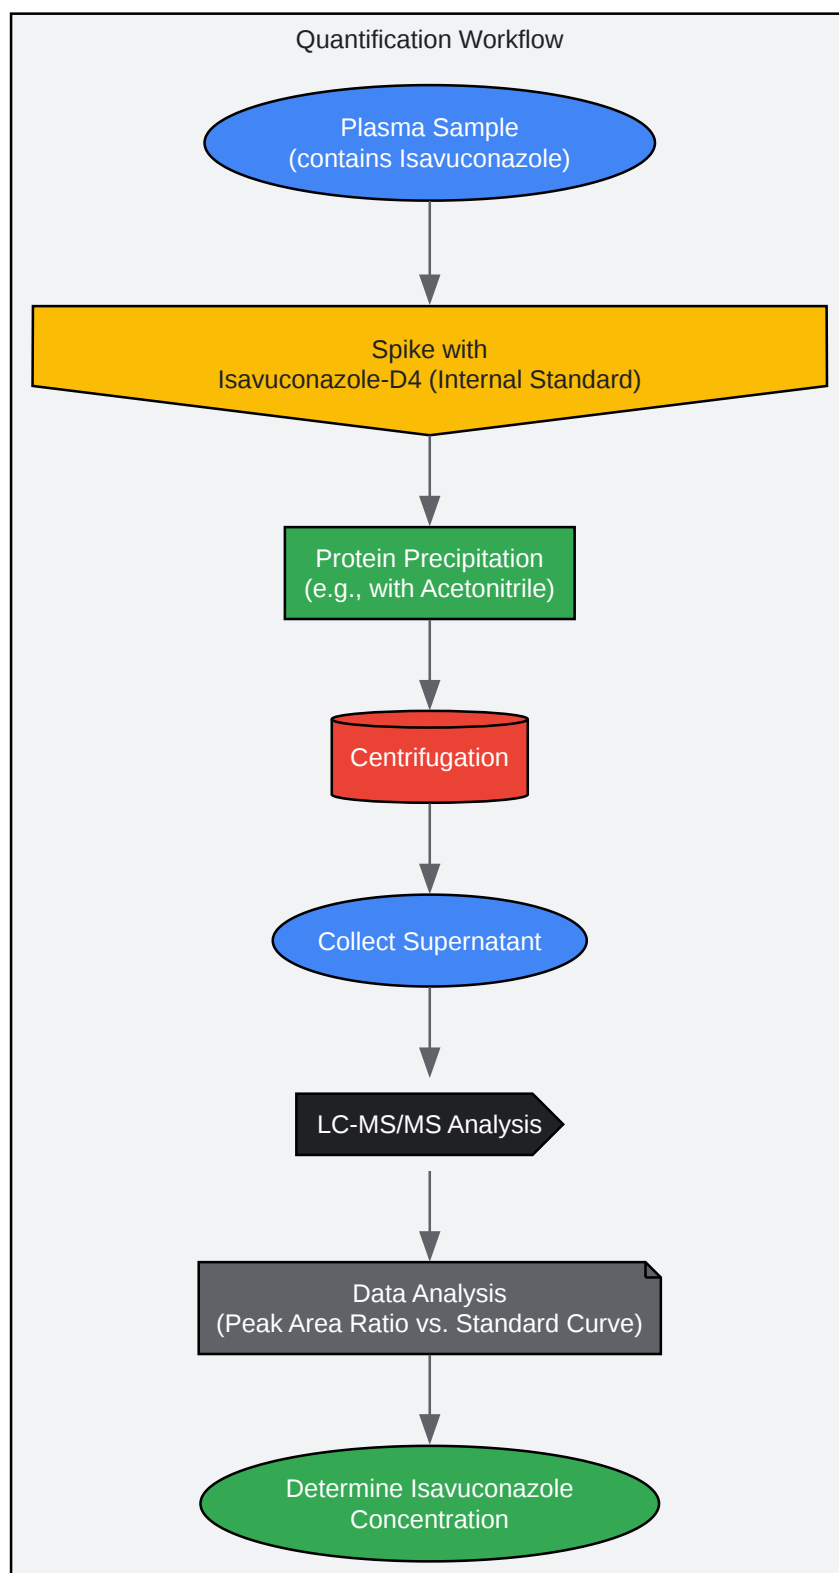 Quantification Workflow
Plasma Sample
(contains Isavuconazole)
Spike with
Isavuconazole-D4 (Internal Standard)
Protein Precipitation
(e.g., with Acetonitrile)
Centrifugation
Collect Supernatant
LC-MS/MS Analysis
Data Analysis
(Peak Area Ratio vs. Standard Curve)
Determine Isavuconazole
Concentration